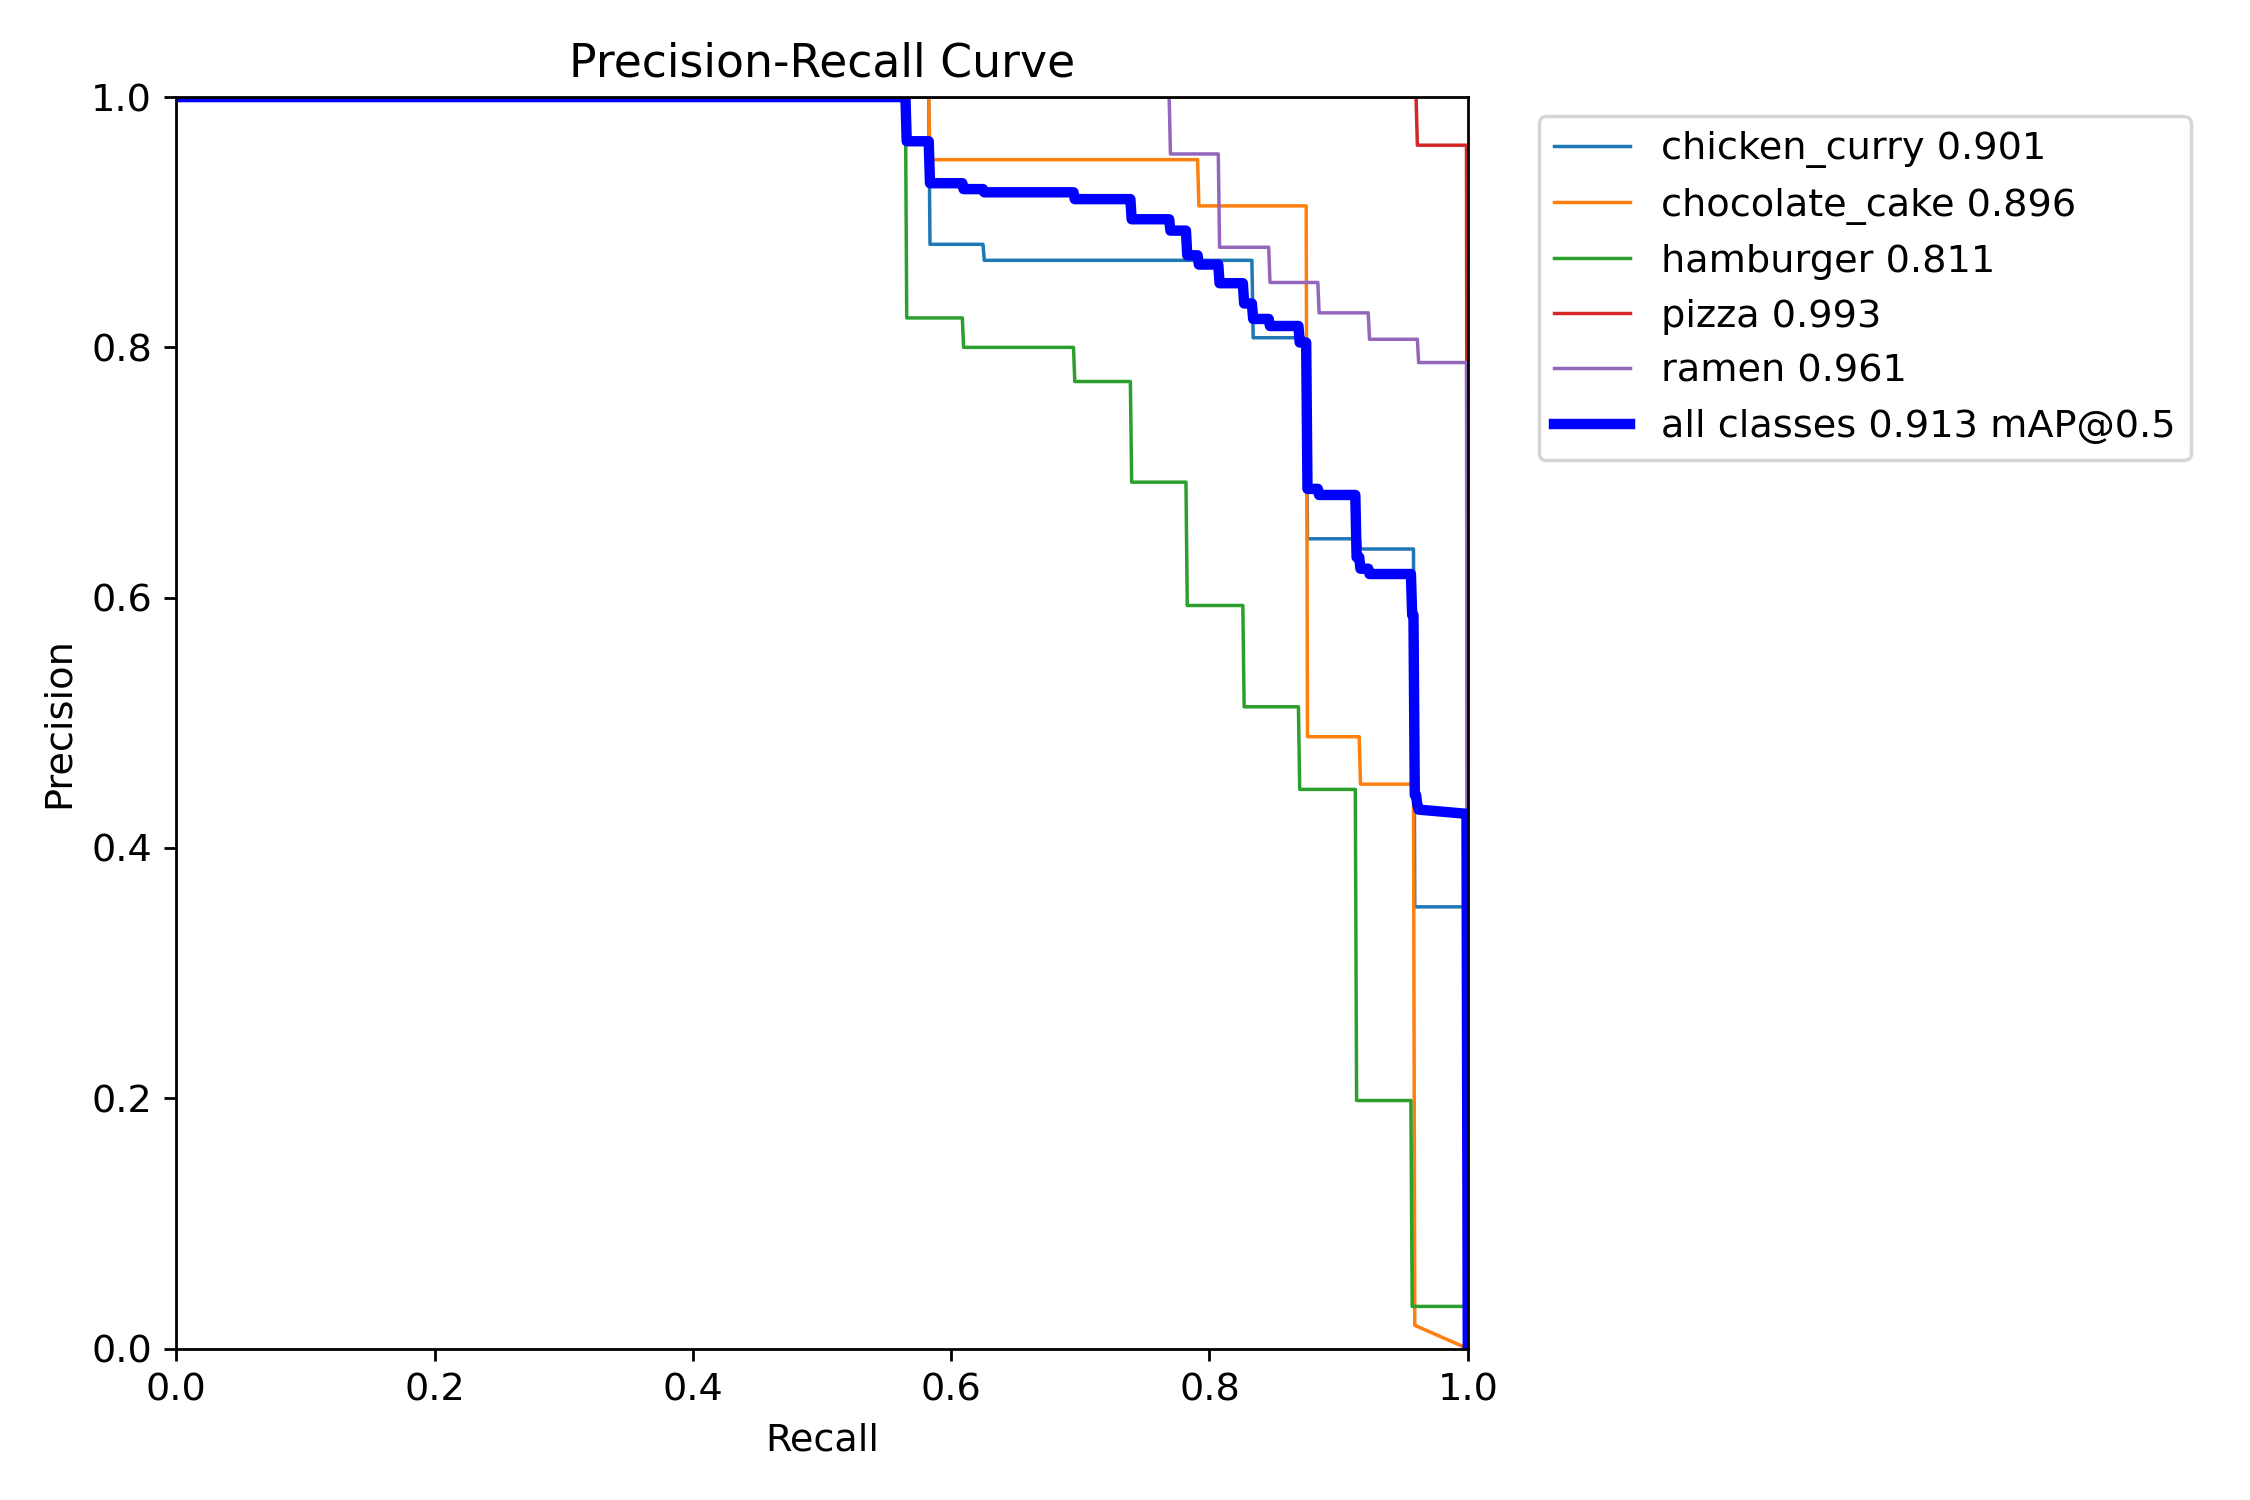 Precision-Recall Curve
1.0
0.8
0.6
0.4
0.2
0.0
Precision
0.0 0.2 0.4 0.6 0.8 1.0
Recall
chicken_curry 0.901
chocolate_cake 0.896
hamburger 0.811
pizza 0.993
ramen 0.961
all classes 0.913 mAP@0.5